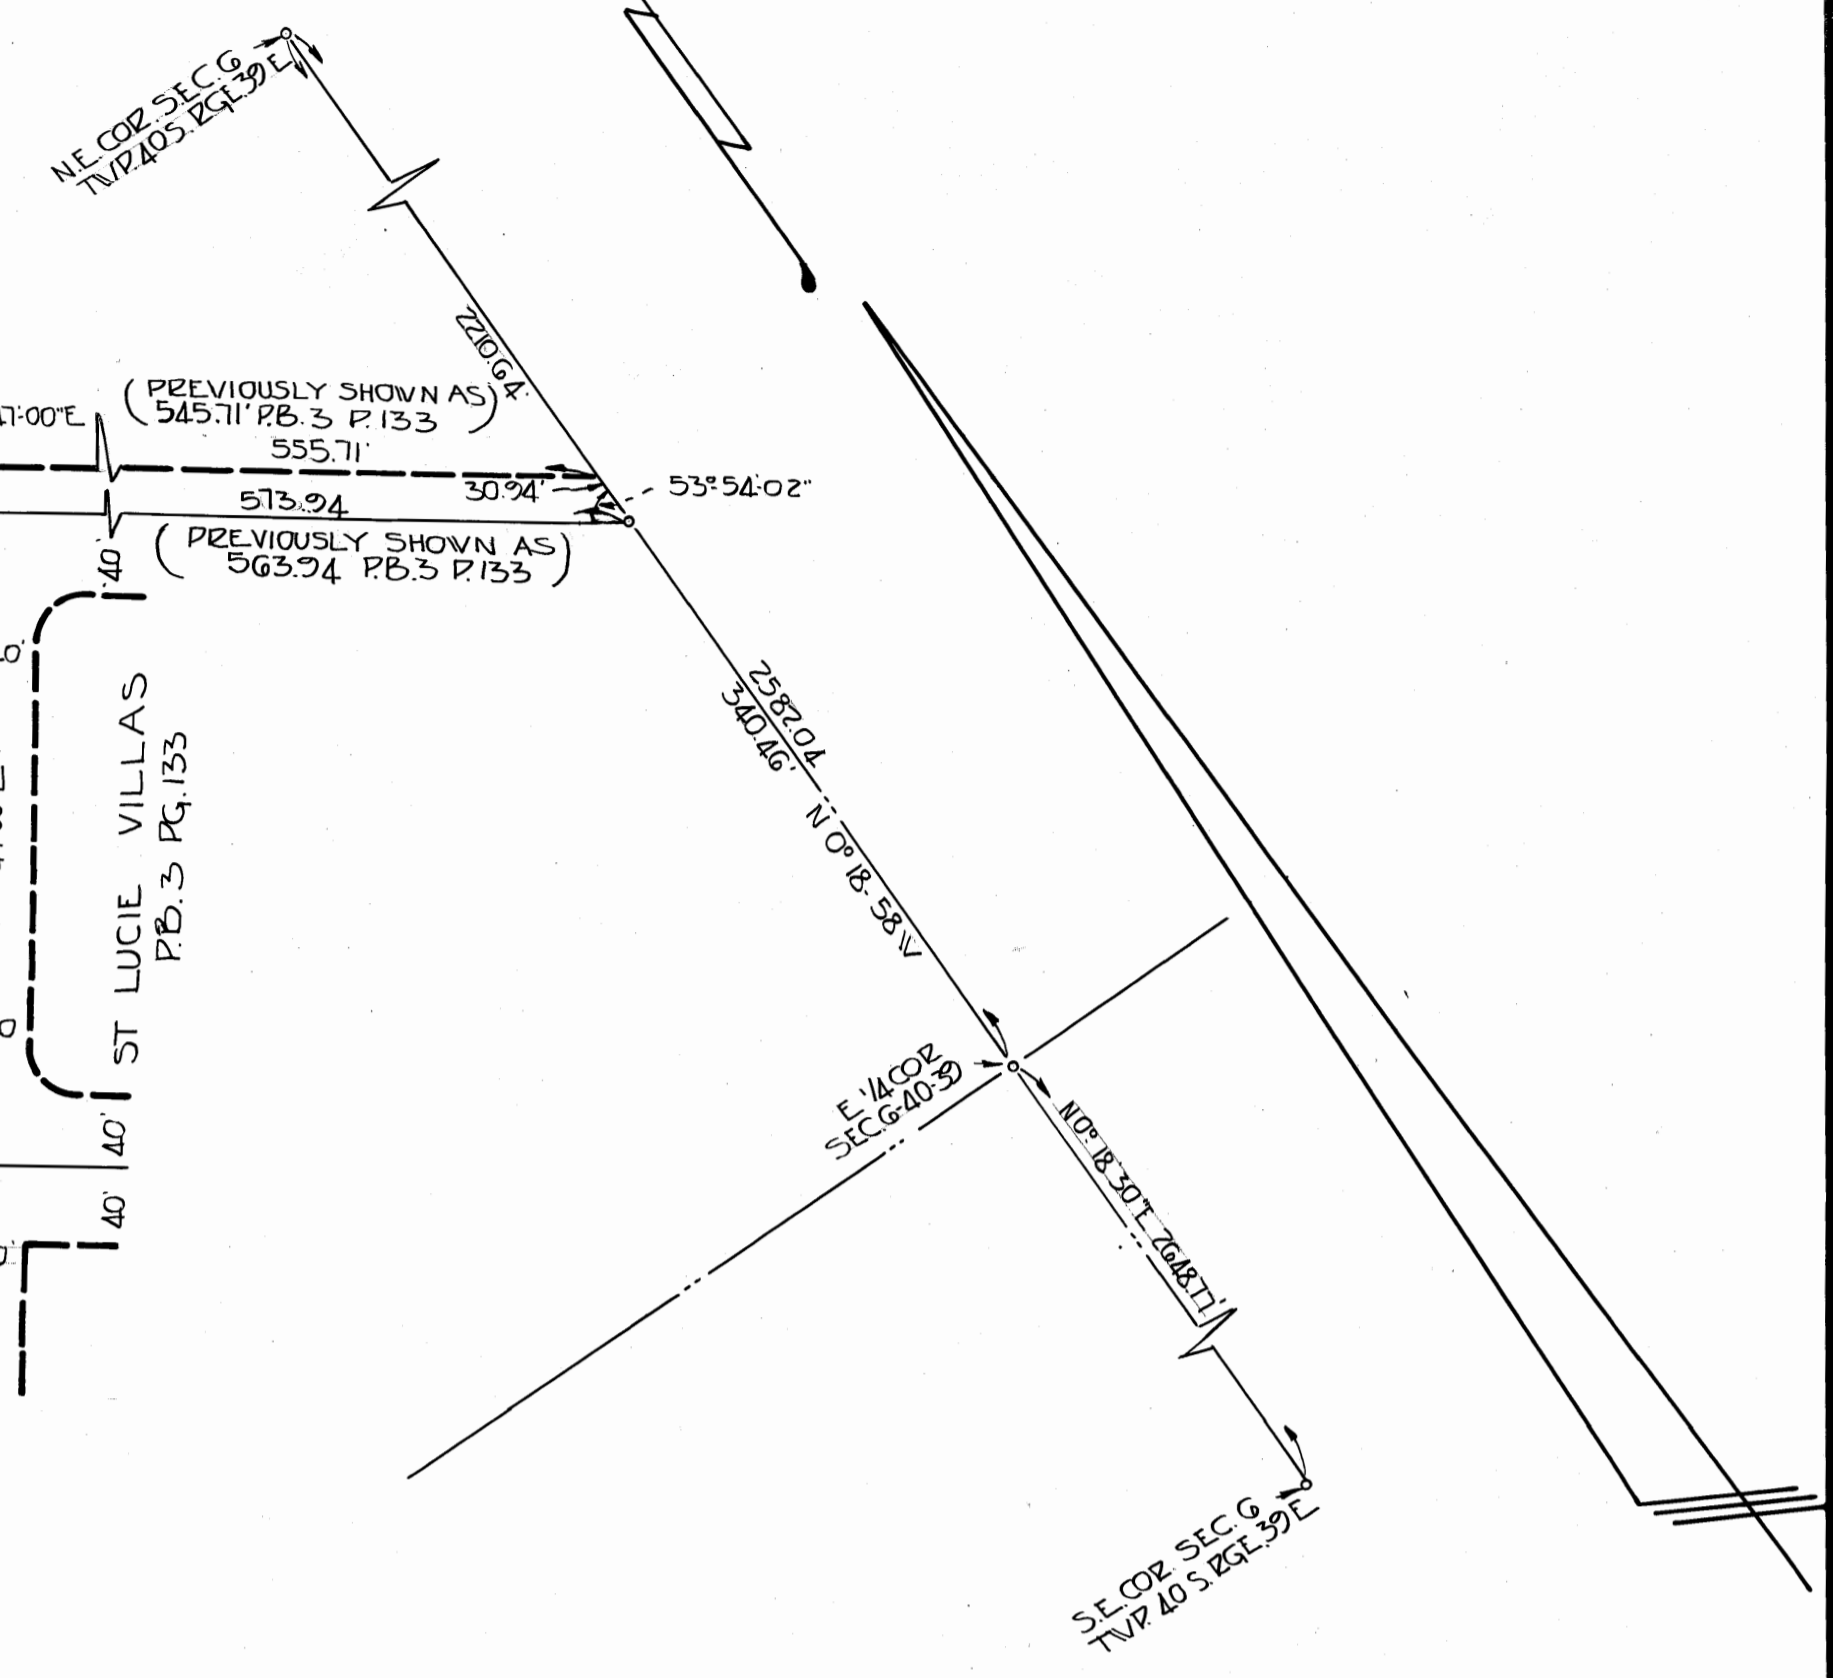 N.E. COR. SEC. 6
TWP. 40 S. RGE. 39 E
2210.64'
( PREVIOUSLY SHOWN AS )
545.71' P.B. 3 P. 133
7'-00"E
555.71'
30.94'
53°-54'-02"
573.94
( PREVIOUSLY SHOWN AS )
563.94 P.B. 3 P. 133
40'
ST LUCIE VILLAS
P.B. 3 PG. 133
40'
40'
2582.04
340.46'
N 0° 18' 58 W
E. 1/4 COR
SEC. 6-40-39
N 0° 18' 30" E 2648.77'
S.E. COR. SEC. 6
TWP. 40 S. RGE. 39 E